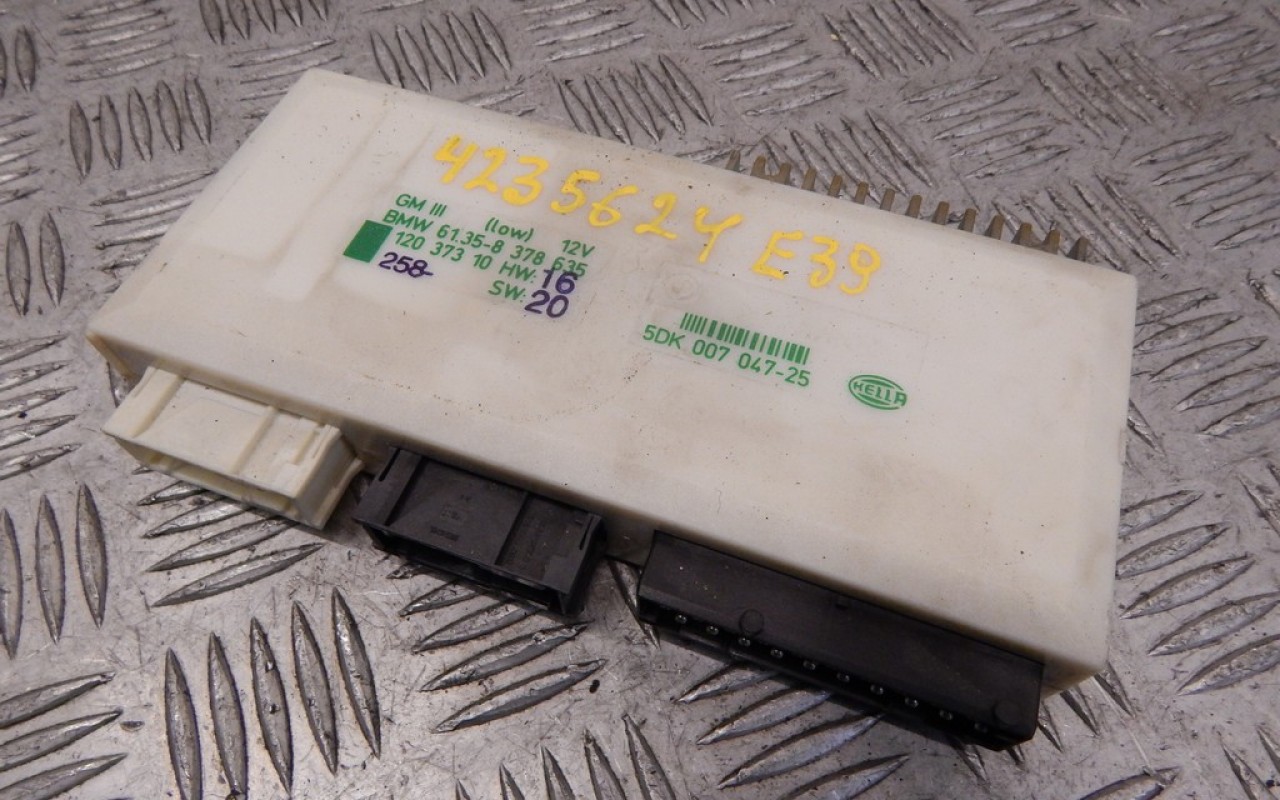 4235624 E39
GM III (low) 12V
BMW 61.35-8 378 635
120 373 10 HW: 16
258- SW: 20
5DK 007 047-25
HELLA